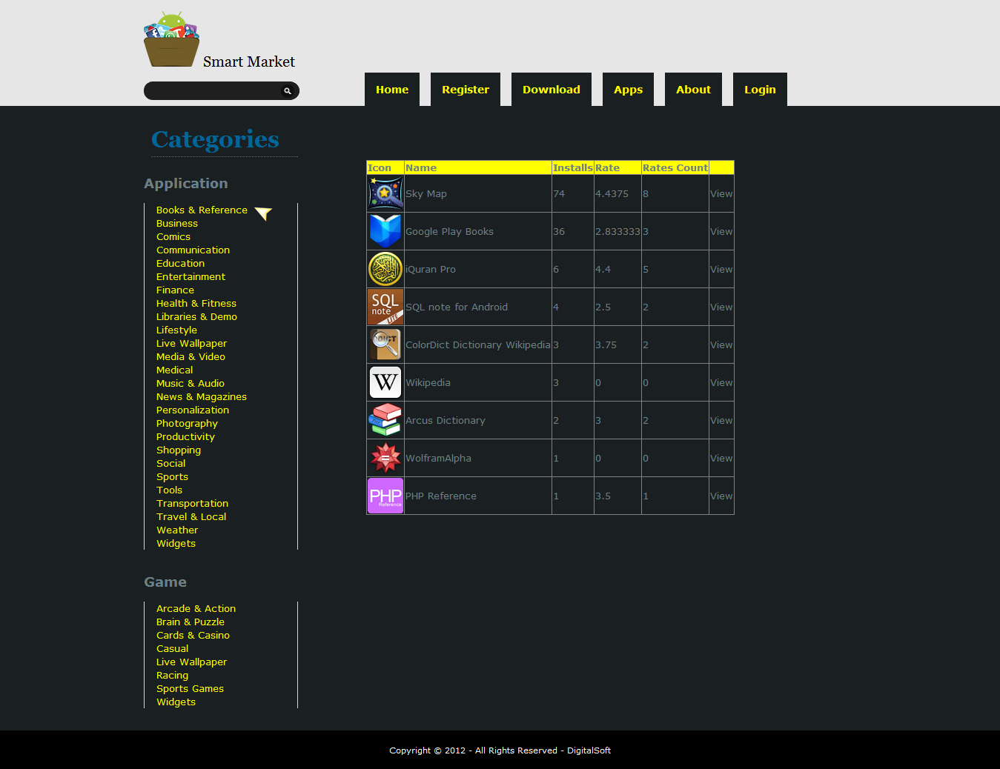 Smart Market
Home Register Download Apps About Login
Categories
Application
Books & Reference
Business
Comics
Communication
Education
Entertainment
Finance
Health & Fitness
Libraries & Demo
Lifestyle
Live Wallpaper
Media & Video
Medical
Music & Audio
News & Magazines
Personalization
Photography
Productivity
Shopping
Social
Sports
Tools
Transportation
Travel & Local
Weather
Widgets
Game
Arcade & Action
Brain & Puzzle
Cards & Casino
Casual
Live Wallpaper
Racing
Sports Games
Widgets
Icon Name Installs Rate Rates Count
Sky Map 74 4.4375 8 View
Google Play Books 36 2.833333 3 View
iQuran Pro 6 4.4 5 View
SQL
note
LITE
SQL note for Android 4 2.5 2 View
DICT
ColorDict Dictionary Wikipedia 3 3.75 2 View
W
Wikipedia 3 0 0 View
Arcus Dictionary 2 3 2 View
WolframAlpha 1 0 0 View
PHP
Reference
PHP Reference 1 3.5 1 View
Copyright © 2012 - All Rights Reserved - DigitalSoft